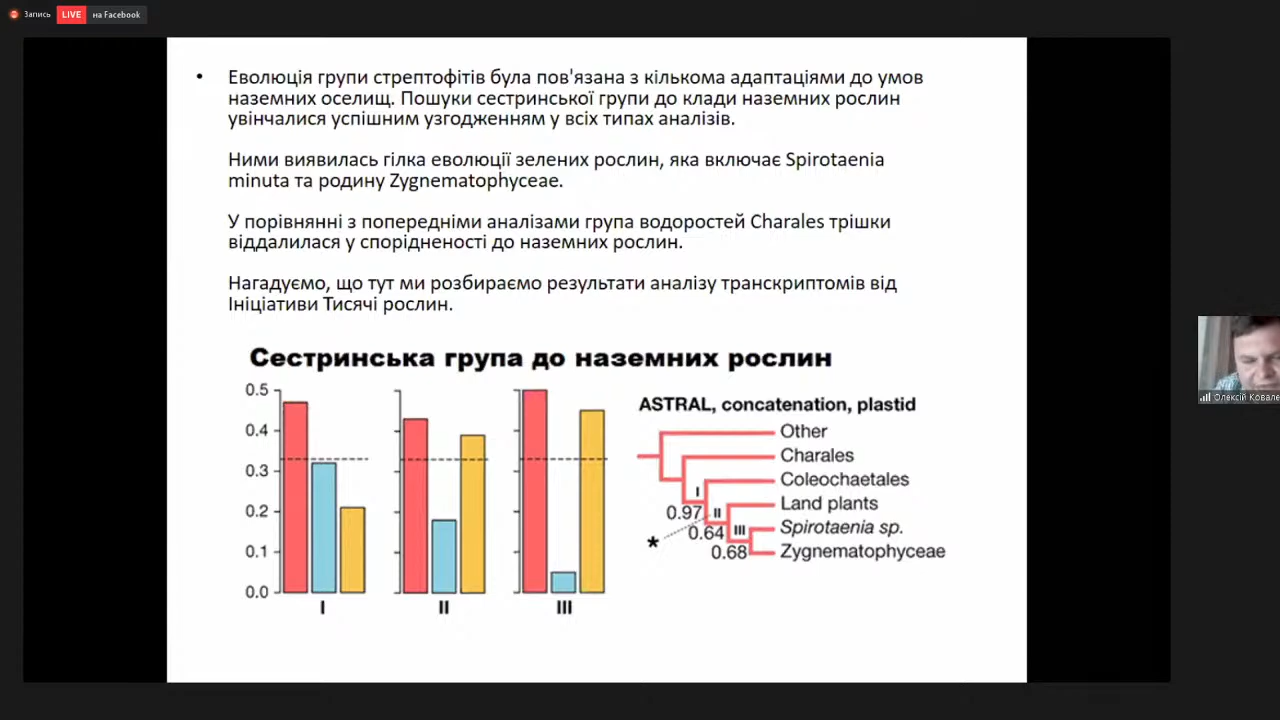 Запись
LIVE
на Facebook
• Еволюція групи стрептофітів була пов'язана з кількома адаптаціями до умов
наземних оселищ. Пошуки сестринської групи до клади наземних рослин
увінчалися успішним узгодженням у всіх типах аналізів.
Ними виявилась гілка еволюції зелених рослин, яка включає Spirotaenia
minuta та родину Zygnematophyceae.
У порівнянні з попередніми аналізами група водоростей Charales трішки
віддалилася у спорідненості до наземних рослин.
Нагадуємо, що тут ми розбираємо результати аналізу транскриптомів від
Ініціативи Тисячі рослин.
Сестринська група до наземних рослин
0.5
0.4
0.3
0.2
0.1
0.0
I
II
III
ASTRAL, concatenation, plastid
Other
Charales
Coleochaetales
Land plants
Spirotaenia sp.
Zygnematophyceae
I
0.97
II
0.64
III
0.68
*
Олексій Ковале